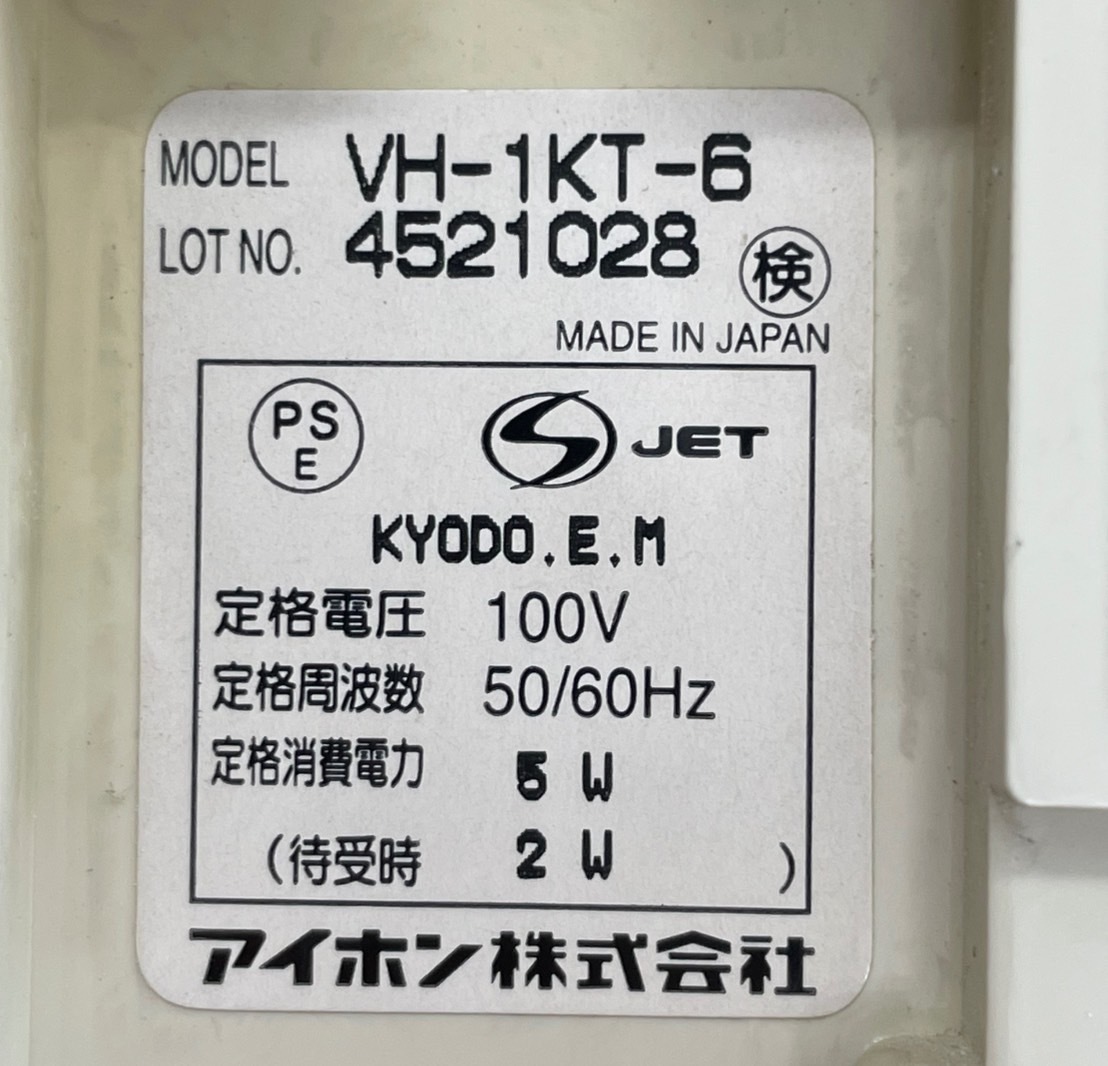 MODEL VH-1KT-6
LOT NO. 4521028 検
MADE IN JAPAN
PS
E
JET
KYODO.E.M
定格電圧 100V
定格周波数 50/60Hz
定格消費電力 5 W
(待受時 2 W )
アイホン株式会社